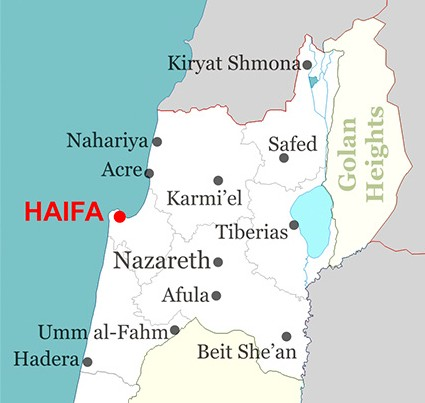 Kiryat Shmona
Nahariya
Safed
Acre
Golan
Heights
Karmi'el
HAIFA
Tiberias
Nazareth
Afula
Umm al-Fahm
Beit She'an
Hadera